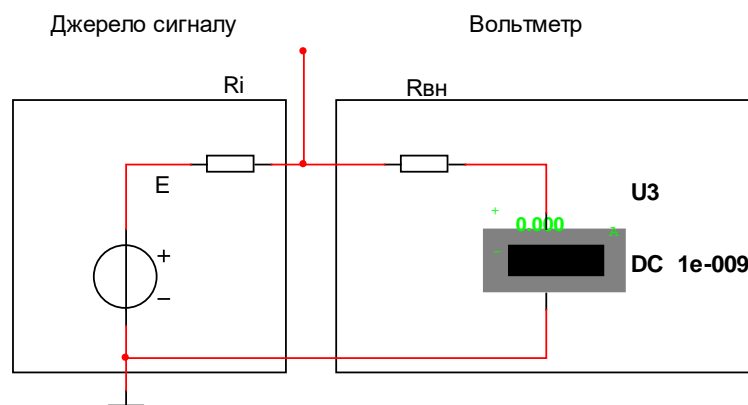 Джерело сигналу
Вольтметр
Ri
Rвн
E
U3
+
0.000
A
+
−
−
DC 1e-009